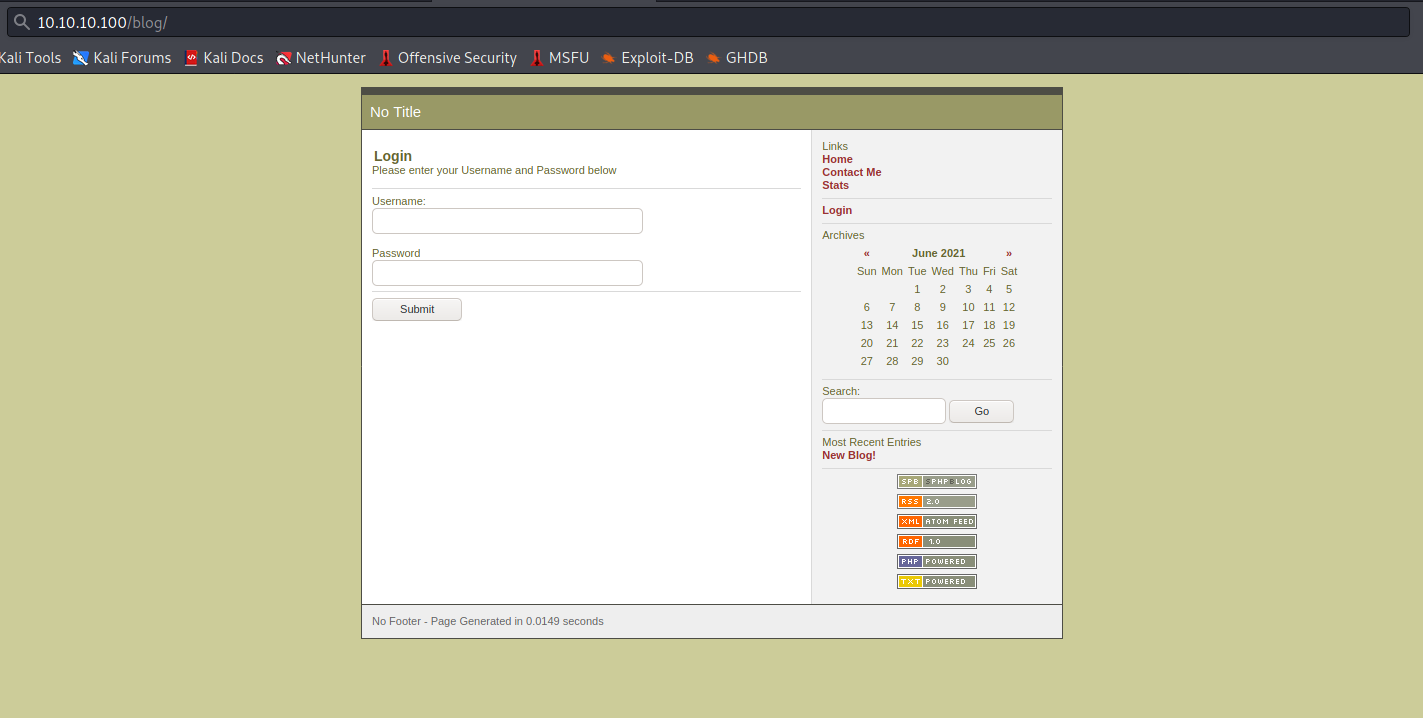 10.10.10.100/blog/
Kali Tools Kali Forums Kali Docs NetHunter Offensive Security MSFU Exploit-DB GHDB
No Title
Login
Please enter your Username and Password below
Username:
Password
Submit
Links
Home
Contact Me
Stats
Login
Archives
« June 2021 »
Sun Mon Tue Wed Thu Fri Sat
1 2 3 4 5
6 7 8 9 10 11 12
13 14 15 16 17 18 19
20 21 22 23 24 25 26
27 28 29 30
Search:
Go
Most Recent Entries
New Blog!
SPB SPHPBLOG
RSS 2.0
XML ATOM FEED
RDF 1.0
PHP POWERED
TXT POWERED
No Footer - Page Generated in 0.0149 seconds